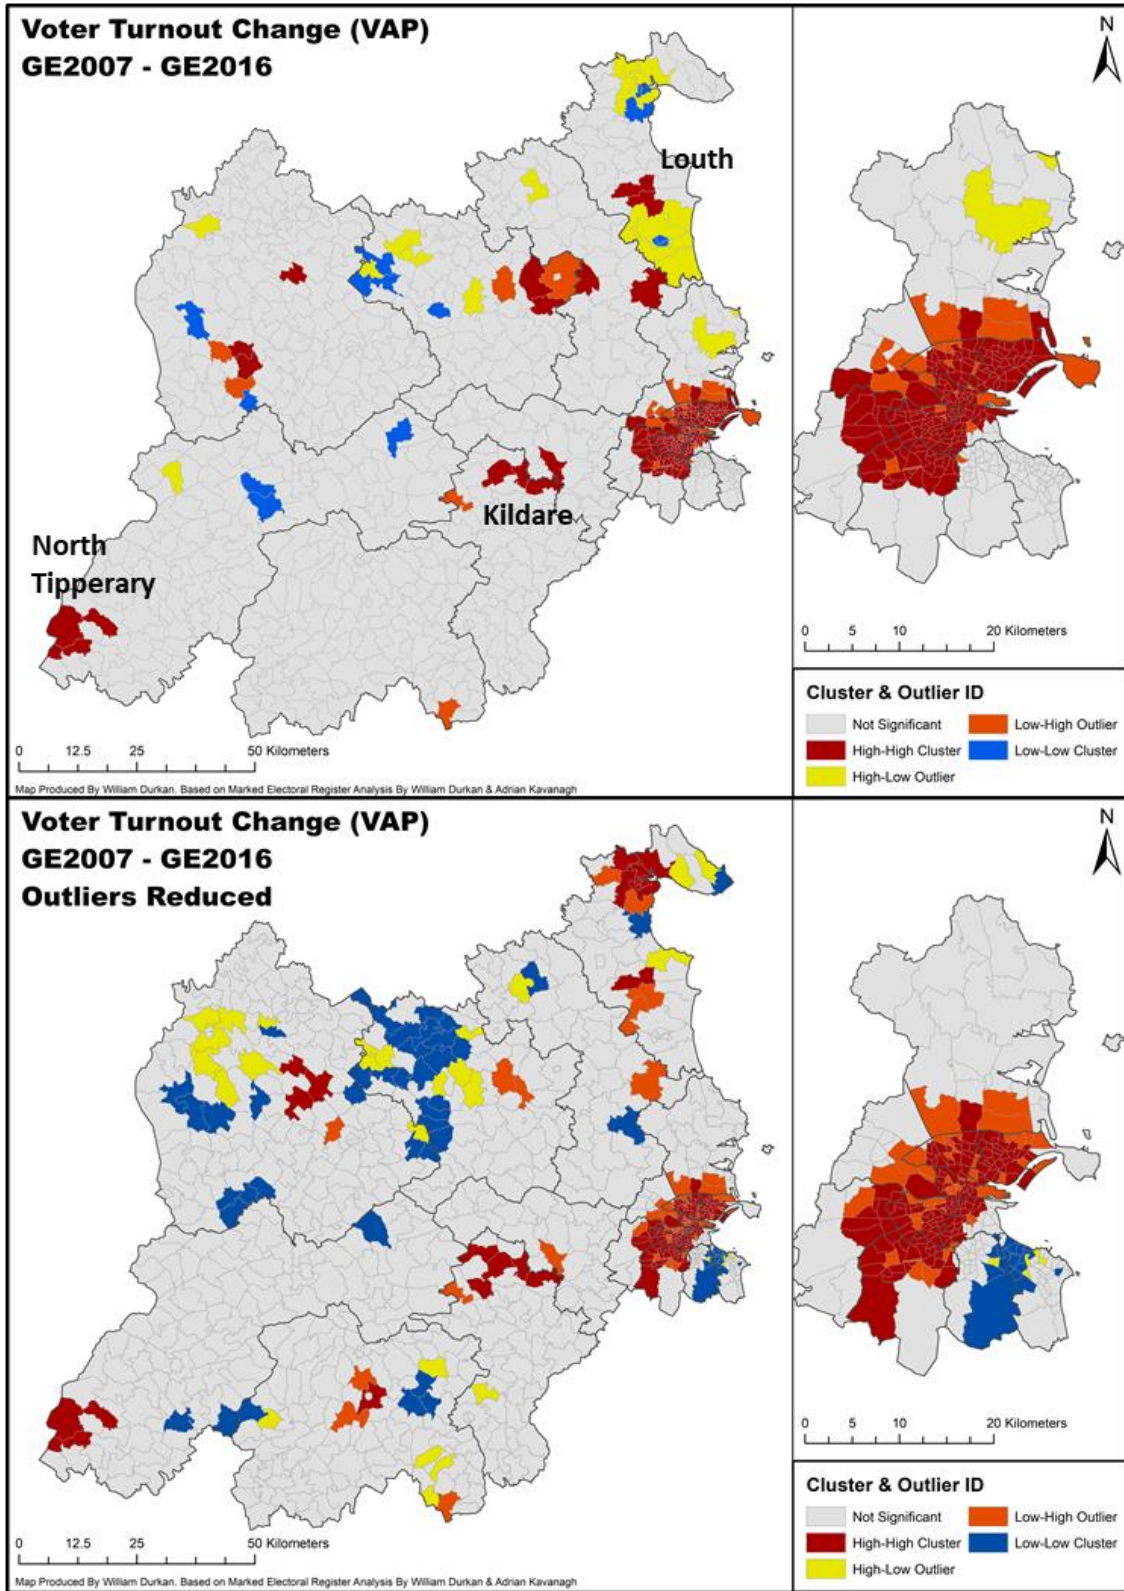 Voter Turnout Change (VAP)
GE2007 - GE2016
N
Louth
Kildare
North
Tipperary
0 5 10 20 Kilometers
Cluster & Outlier ID
Not Significant
Low-High Outlier
High-High Cluster
Low-Low Cluster
High-Low Outlier
0 12.5 25 50 Kilometers
Map Produced By William Durkan. Based on Marked Electoral Register Analysis By William Durkan & Adrian Kavanagh
Voter Turnout Change (VAP)
GE2007 - GE2016
Outliers Reduced
N
0 5 10 20 Kilometers
Cluster & Outlier ID
Not Significant
Low-High Outlier
High-High Cluster
Low-Low Cluster
High-Low Outlier
0 12.5 25 50 Kilometers
Map Produced By William Durkan. Based on Marked Electoral Register Analysis By William Durkan & Adrian Kavanagh